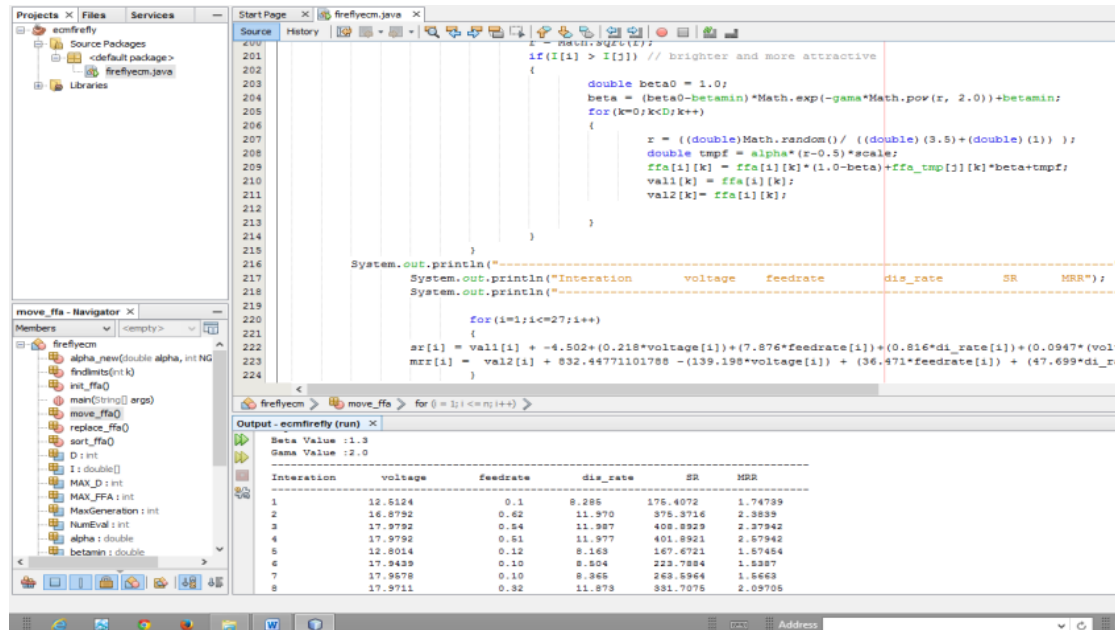 Projects × Files Services —
ecmfirefly
Source Packages
<default package>
fireflyecm.java
Libraries
Start Page × fireflyecm.java ×
Source History
200 r = Math.sqrt(r);
201 if(I[i] > I[j]) // brighter and more attractive
202 {
203 double beta0 = 1.0;
204 beta = (beta0-betamin)*Math.exp(-gama*Math.pow(r, 2.0))+betamin;
205 for(k=0;k<D;k++)
206 {
207 r = ((double)Math.random()/ ((double)(3.5)+(double)(1)) );
208 double tmpf = alpha*(r-0.5)*scale;
209 ffa[i][k] = ffa[i][k]*(1.0-beta)+ffa_tmp[j][k]*beta+tmpf;
210 val1[k] = ffa[i][k];
211 val2[k]= ffa[i][k];
212
213 }
214 }
215 }
216 System.out.println("--------------------
217 System.out.println("Interation voltage feedrate dis_rate SR MRR");
218 System.out.println("--------------------
219
220 for(i=1;i<=27;i++)
221 {
222 sr[i] = val1[i] + -4.502+(0.218*voltage[i])+(7.876*feedrate[i])+(0.816*di_rate[i])+(0.0947*(vol
223 mrr[i] = val2[i] + 832.44771101788 -(139.198*voltage[i]) + (36.471*feedrate[i]) + (47.699*di_r
224 }
move_ffa - Navigator × —
Members <empty>
fireflyecm
alpha_new(double alpha, int NG
findlimits(int k)
init_ffa()
main(String[] args)
move_ffa()
replace_ffa()
sort_ffa()
D : int
I : double[]
MAX_D : int
MAX_FFA : int
MaxGeneration : int
NumEval : int
alpha : double
betamin : double
fireflyecm move_ffa for (i = 1; i <= n; i++)
Output - ecmfirefly (run) ×
Beta Value :1.3
Gama Value :2.0
Interation voltage feedrate dis_rate SR MRR
1 12.5124 0.1 8.285 175.4072 1.74739
2 16.8792 0.62 11.970 375.3716 2.3839
3 17.9792 0.54 11.987 408.8929 2.37942
4 17.9792 0.51 11.977 401.8921 2.57942
5 12.8014 0.12 8.163 167.6721 1.57454
6 17.9439 0.10 8.504 223.7884 1.5387
7 17.9578 0.10 8.365 263.5964 1.5663
8 17.9711 0.32 11.873 331.7075 2.09705
Address